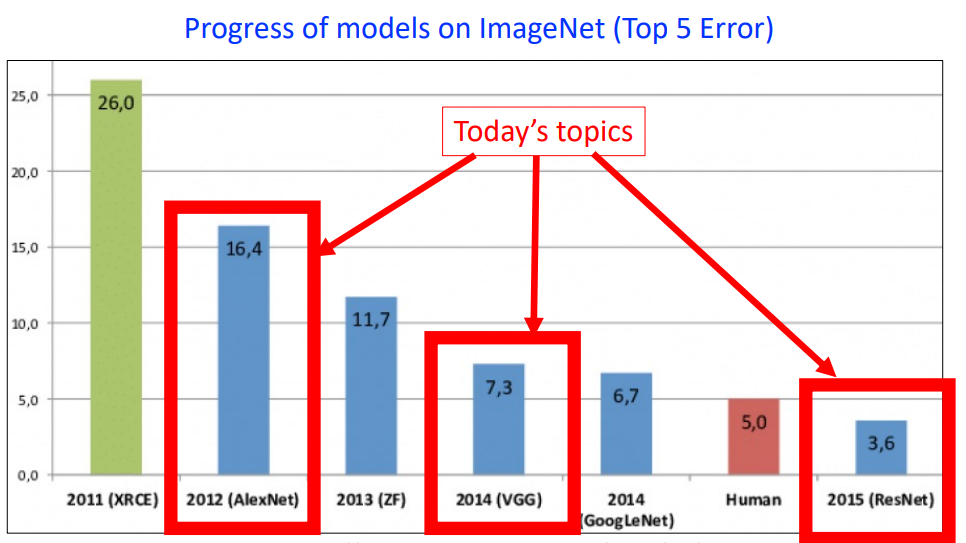 Progress of models on ImageNet (Top 5 Error)
25,0
20,0
15,0
10,0
5,0
0,0
Today's topics
26,0
16,4
11,7
7,3
6,7
5,0
3,6
2011 (XRCE)
2012 (AlexNet)
2013 (ZF)
2014 (VGG)
2014
(GoogLeNet)
Human
2015 (ResNet)